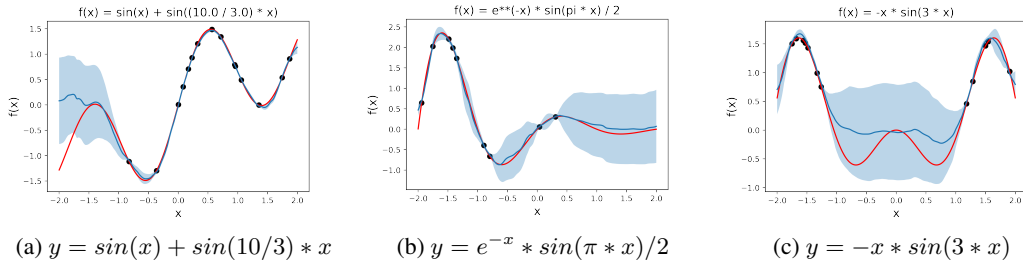 f(x) = sin(x) + sin((10.0 / 3.0) * x)
f(x)
1.5
1.0
0.5
0.0
−0.5
−1.0
−1.5
−2.0 −1.5 −1.0 −0.5 0.0 0.5 1.0 1.5 2.0
x
(a) y = sin(x) + sin(10/3) ∗ x
f(x) = e**(-x) * sin(pi * x) / 2
f(x)
2.5
2.0
1.5
1.0
0.5
0.0
−0.5
−1.0
−2.0 −1.5 −1.0 −0.5 0.0 0.5 1.0 1.5 2.0
x
(b) y = e^{−x} ∗ sin(π ∗ x)/2
f(x) = -x * sin(3 * x)
f(x)
1.5
1.0
0.5
0.0
−0.5
−1.0
−2.0 −1.5 −1.0 −0.5 0.0 0.5 1.0 1.5 2.0
x
(c) y = −x ∗ sin(3 ∗ x)